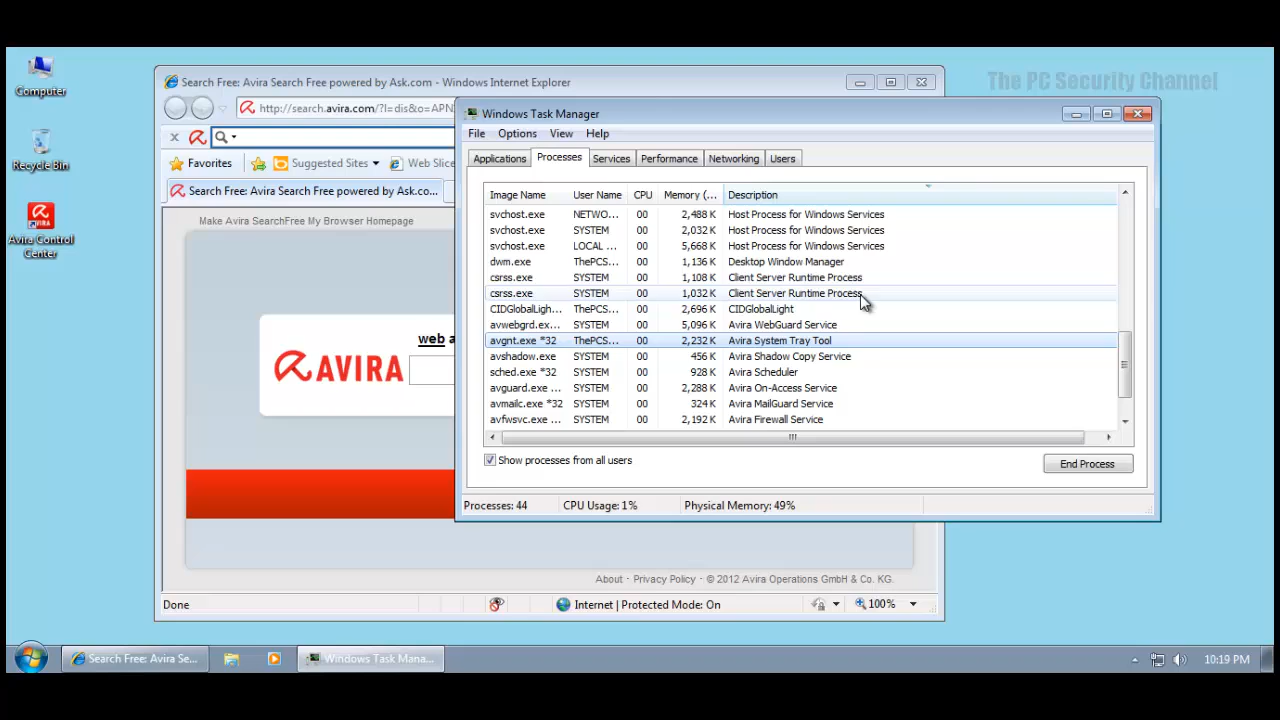 Computer
Recycle Bin
Avira Control
Center
The PC Security Channel
Search Free: Avira Search Free powered by Ask.com - Windows Internet Explorer
http://search.avira.com/?l=dis&o=APN
Favorites
Suggested Sites
Web Slice
Search Free: Avira Search Free powered by Ask.co...
Make Avira SearchFree My Browser Homepage
web
AVIRA
About - Privacy Policy - © 2012 Avira Operations GmbH & Co. KG.
Done
Internet | Protected Mode: On
100%
Windows Task Manager
File Options View Help
Applications Processes Services Performance Networking Users
Image Name User Name CPU Memory (... Description
svchost.exe NETWO... 00 2,488 K Host Process for Windows Services
svchost.exe SYSTEM 00 2,032 K Host Process for Windows Services
svchost.exe LOCAL ... 00 5,668 K Host Process for Windows Services
dwm.exe ThePCS... 00 1,136 K Desktop Window Manager
csrss.exe SYSTEM 00 1,108 K Client Server Runtime Process
csrss.exe SYSTEM 00 1,032 K Client Server Runtime Process
CIDGlobalLigh... ThePCS... 00 2,696 K CIDGlobalLight
avwebgrd.ex... SYSTEM 00 5,096 K Avira WebGuard Service
avgnt.exe *32 ThePCS... 00 2,232 K Avira System Tray Tool
avshadow.exe SYSTEM 00 456 K Avira Shadow Copy Service
sched.exe *32 SYSTEM 00 928 K Avira Scheduler
avguard.exe ... SYSTEM 00 2,288 K Avira On-Access Service
avmailc.exe *32 SYSTEM 00 324 K Avira MailGuard Service
avfwsvc.exe ... SYSTEM 00 2,192 K Avira Firewall Service
Show processes from all users
End Process
Processes: 44 CPU Usage: 1% Physical Memory: 49%
Search Free: Avira Se...
Windows Task Mana...
10:19 PM